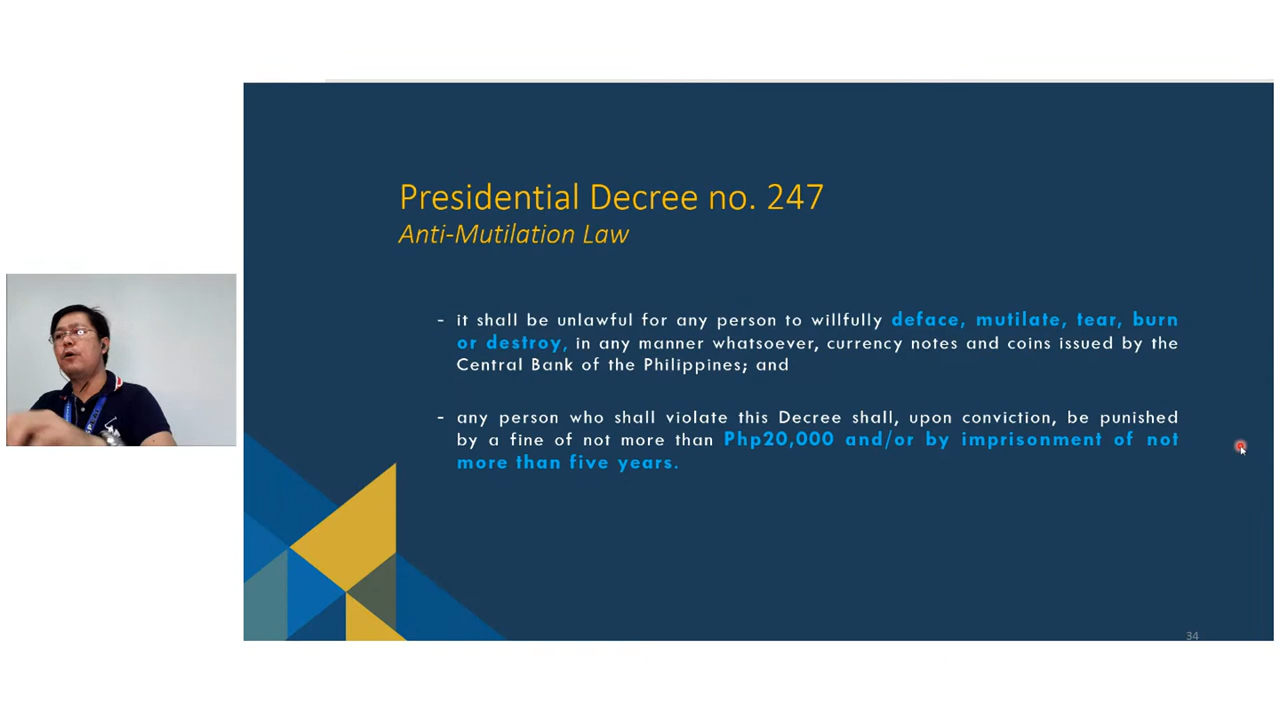 Presidential Decree no. 247
Anti-Mutilation Law
- it shall be unlawful for any person to willfully deface, mutilate, tear, burn
or destroy, in any manner whatsoever, currency notes and coins issued by the
Central Bank of the Philippines; and
- any person who shall violate this Decree shall, upon conviction, be punished
by a fine of not more than Php20,000 and/or by imprisonment of not
more than five years.
34